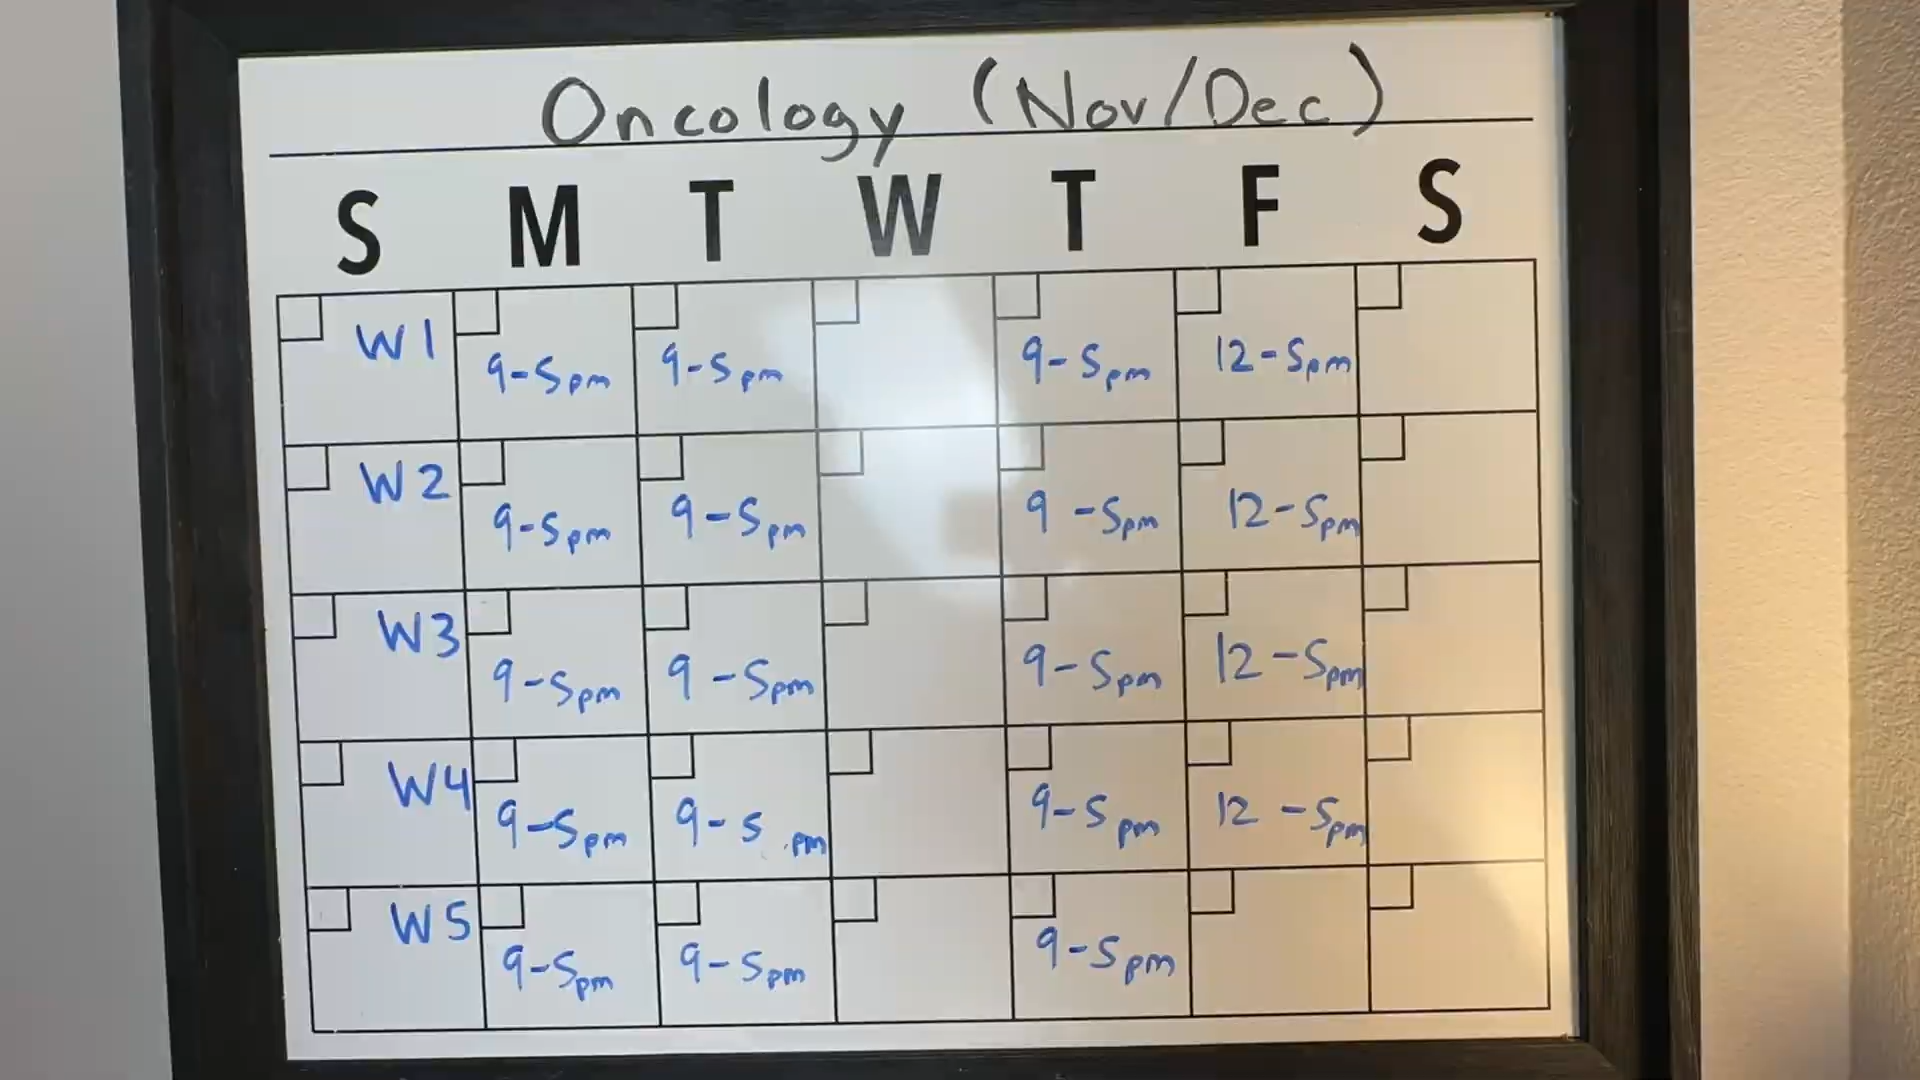 Oncology (Nov/Dec)
S M T W T F S
W1 9-5pm 9-5pm 9-5pm 12-5pm
W2 9-5pm 9-5pm 9-5pm 12-5pm
W3 9-5pm 9-5pm 9-5pm 12-5pm
W4 9-5pm 9-5 pm 9-5pm 12-5pm
W5 9-5pm 9-5pm 9-5pm